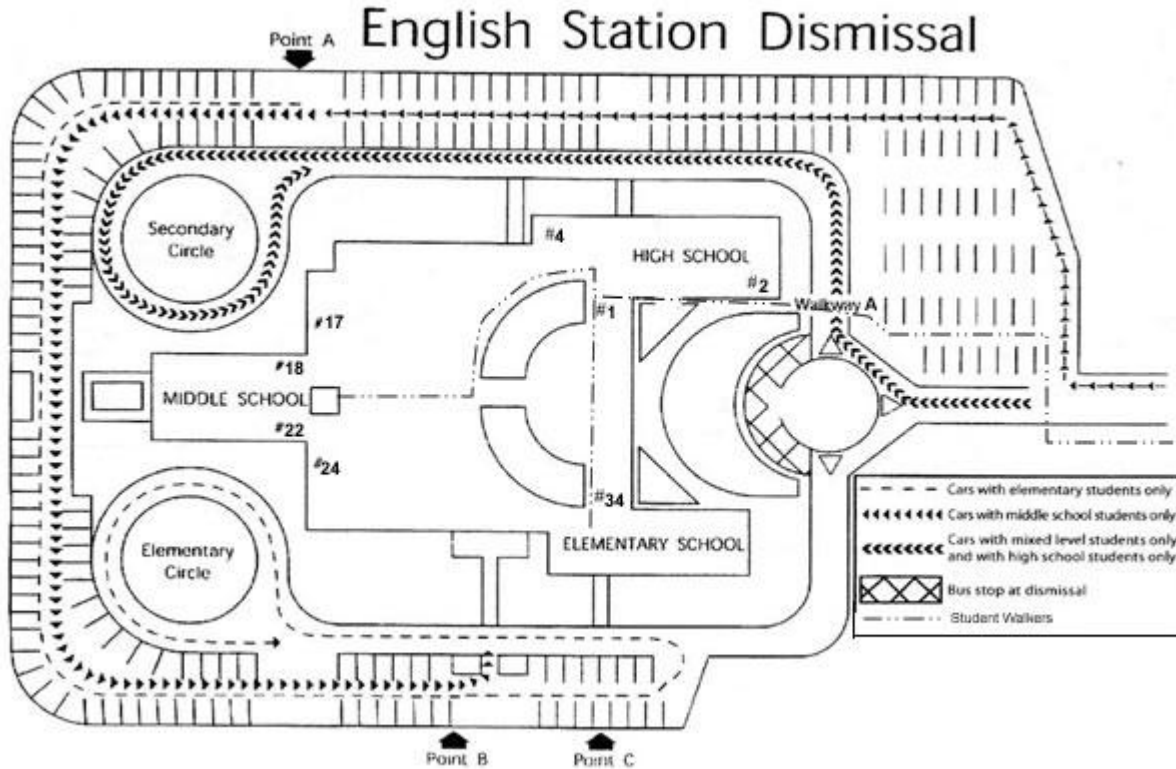 English Station Dismissal
Point A
Secondary
Circle
#4
HIGH SCHOOL
#2
#1
Walkway A
#17
#18
MIDDLE SCHOOL
#22
#24
#34
Elementary
Circle
ELEMENTARY SCHOOL
Cars with elementary students only
Cars with middle school students only
Cars with mixed level students only
and with high school students only
Bus stop at dismissal
Student Walkers
Point B
Point C